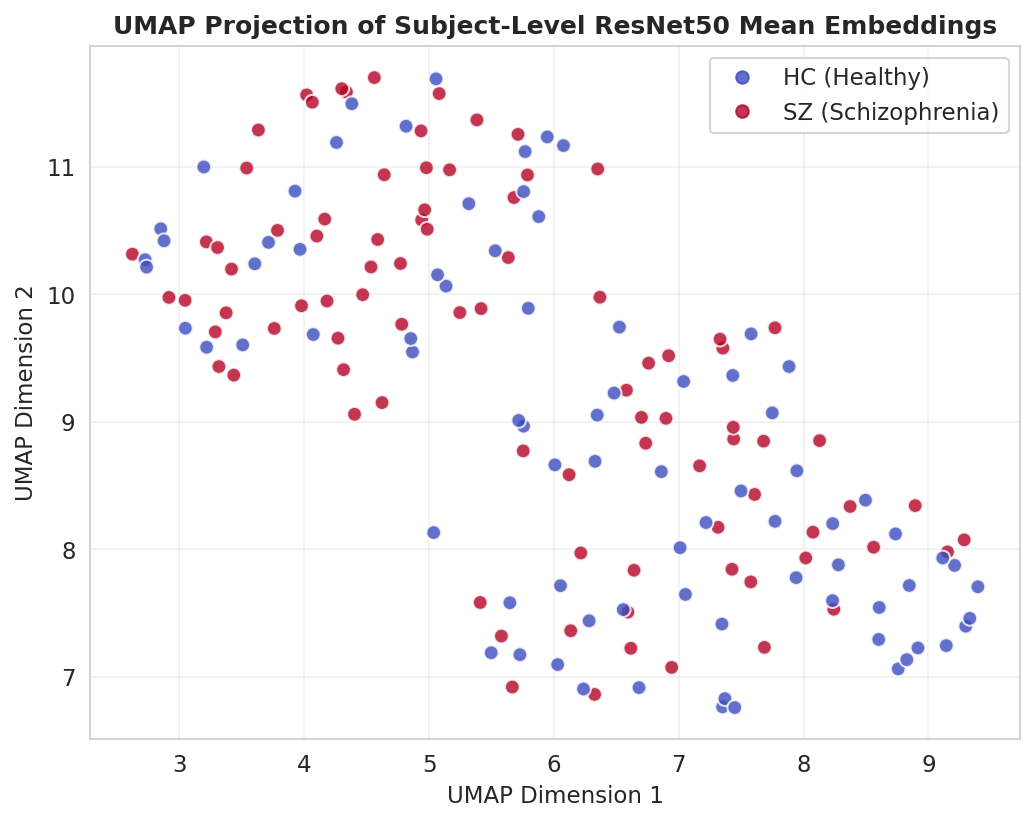 UMAP Projection of Subject-Level ResNet50 Mean Embeddings
HC (Healthy)
SZ (Schizophrenia)
UMAP Dimension 2
11
10
9
8
7
3 4 5 6 7 8 9
UMAP Dimension 1